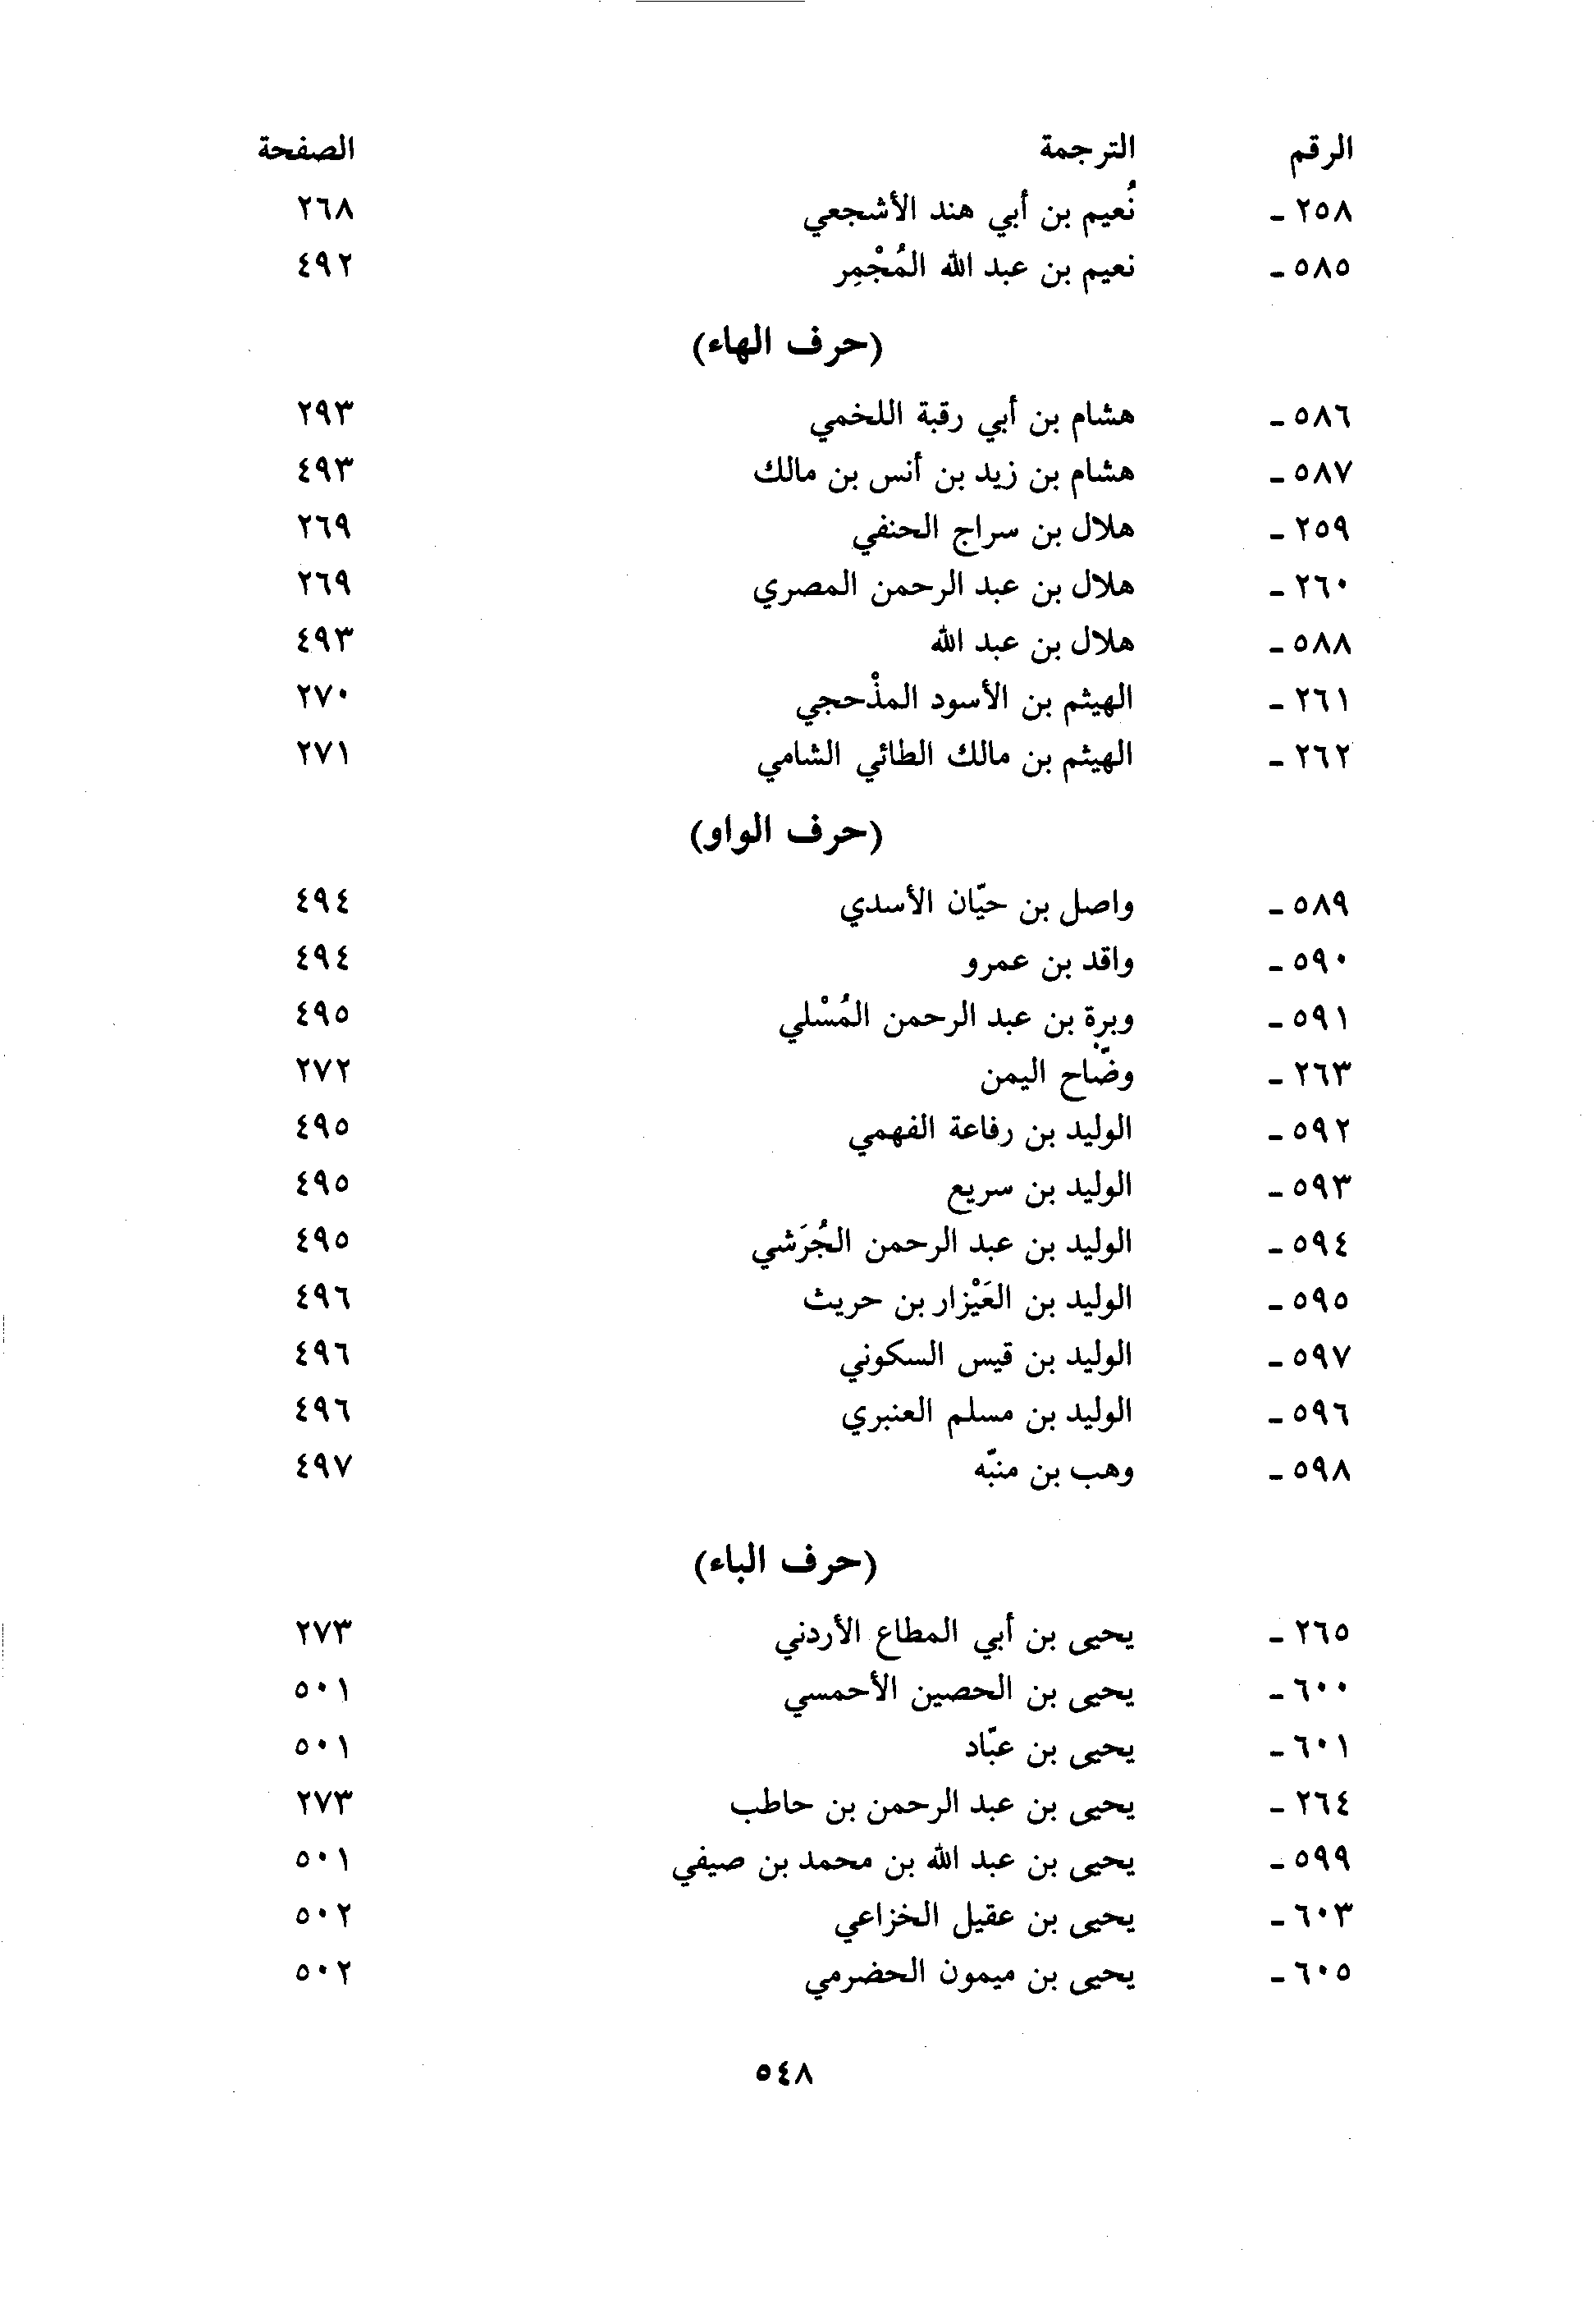 الرقم الترجمة الصفحة
٢٥٨ - نُعيم بن أبي هند الأشجعي ٢٦٨
٥٨٥ - نعيم بن عبد الله المُجْمِر ٤٩٢
(حرف الهاء)
٥٨٦ - هشام بن أبي رقبة اللخمي ٢٩٣
٥٨٧ - هشام بن زيد بن أنس بن مالك ٤٩٣
٢٥٩ - هلال بن سراج الحنفي ٢٦٩
٢٦٠ - هلال بن عبد الرحمن المصري ٢٦٩
٥٨٨ - هلال بن عبد الله ٤٩٣
٢٦١ - الهيثم بن الأسود المذْحجي ٢٧٠
٢٦٢ - الهيثم بن مالك الطائي الشامي ٢٧١
(حرف الواو)
٥٨٩ - واصل بن حيّان الأسدي ٤٩٤
٥٩٠ - واقد بن عمرو ٤٩٤
٥٩١ - وبرة بن عبد الرحمن المُسْلي ٤٩٥
٢٦٣ - وضّاح اليمن ٢٧٢
٥٩٢ - الوليد بن رفاعة الفهمي ٤٩٥
٥٩٣ - الوليد بن سريع ٤٩٥
٥٩٤ - الوليد بن عبد الرحمن الجُرَشي ٤٩٥
٥٩٥ - الوليد بن العَيْزار بن حريث ٤٩٦
٥٩٧ - الوليد بن قيس السكوني ٤٩٦
٥٩٦ - الوليد بن مسلم العنبري ٤٩٦
٥٩٨ - وهب بن منبّه ٤٩٧
(حرف الباء)
٢٦٥ - يحيى بن أبي المطاع الأردني ٢٧٣
٦٠٠ - يحيى بن الحصين الأحمسي ٥٠١
٦٠١ - يحيى بن عبّاد ٥٠١
٢٦٤ - يحيى بن عبد الرحمن بن حاطب ٢٧٣
٥٩٩ - يحيى بن عبد الله بن محمد بن صيفي ٥٠١
٦٠٣ - يحيى بن عقيل الخزاعي ٥٠٢
٦٠٥ - يحيى بن ميمون الحضرمي ٥٠٢
٥٤٨